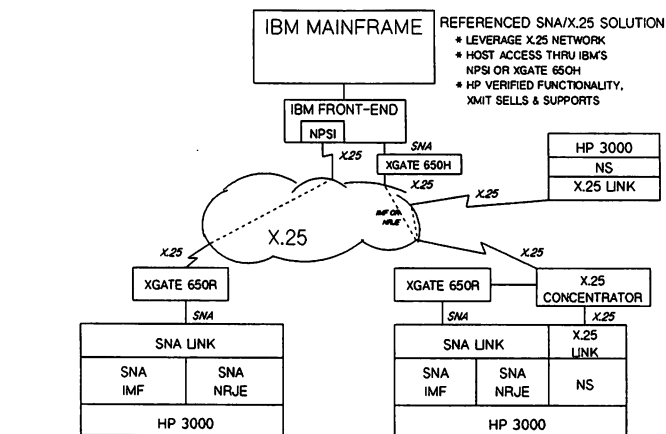 IBM MAINFRAME
REFERENCED SNA/X.25 SOLUTION
* LEVERAGE X.25 NETWORK
* HOST ACCESS THRU IBM'S
NPSI OR XGATE 650H
* HP VERIFIED FUNCTIONALITY,
XMIT SELLS & SUPPORTS
IBM FRONT-END
NPSI
X.25
SNA
XGATE 650H
X.25
HP 3000
NS
X.25 LINK
X.25
IMF OR
NRJE
X.25
X.25
X.25
XGATE 650R
SNA
SNA LINK
SNA
IMF
SNA
NRJE
HP 3000
XGATE 650R
X.25
CONCENTRATOR
SNA
X.25
SNA LINK
X.25
LINK
SNA
IMF
SNA
NRJE
NS
HP 3000